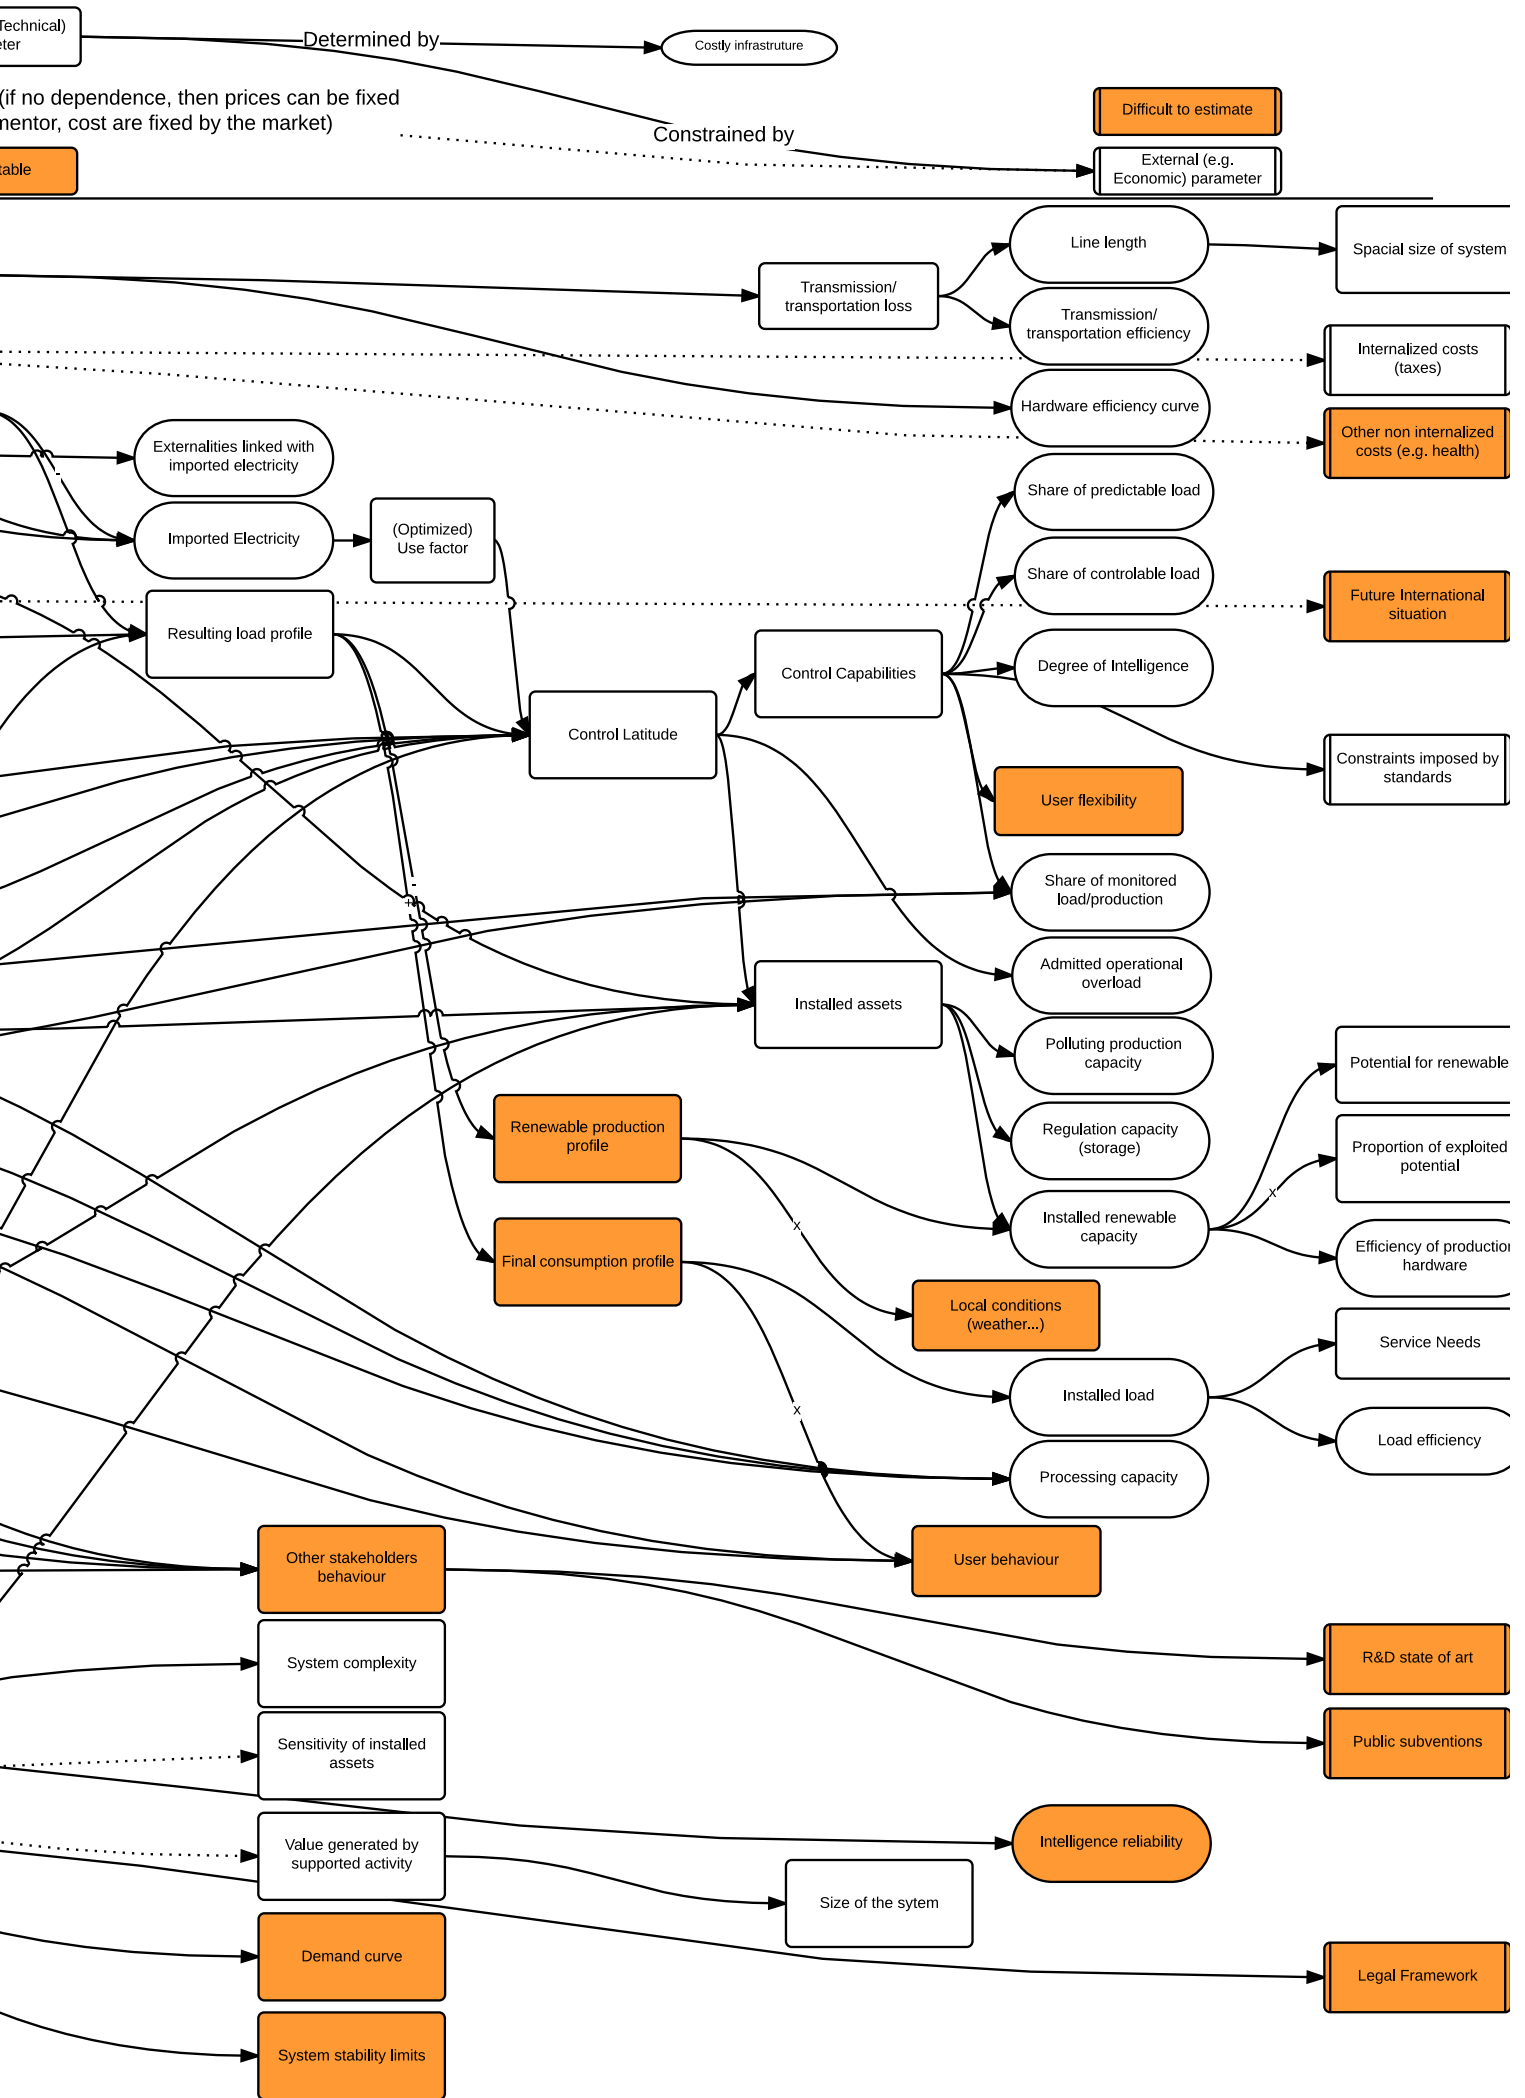 Technical)
eter
Determined by
Costly infrastruture
(if no dependence, then prices can be fixed
mentor, cost are fixed by the market)
Constrained by
Difficult to estimate
table
External (e.g.
Economic) parameter
Line length
Spacial size of system
Transmission/
transportation loss
Transmission/
transportation efficiency
Internalized costs
(taxes)
Hardware efficiency curve
Other non internalized
costs (e.g. health)
Externalities linked with
imported electricity
-
Share of predictable load
Imported Electricity
(Optimized)
Use factor
Share of controlable load
Future International
situation
Resulting load profile
Control Capabilities
Degree of Intelligence
Control Latitude
Constraints imposed by
standards
User flexibility
-
+
Share of monitored
load/production
Admitted operational
overload
Installed assets
Polluting production
capacity
Potential for renewable
Renewable production
profile
Regulation capacity
(storage)
Proportion of exploited
potential
x
x
Installed renewable
capacity
Final consumption profile
Efficiency of production
hardware
Local conditions
(weather...)
Service Needs
Installed load
x
Load efficiency
Processing capacity
Other stakeholders
behaviour
User behaviour
System complexity
R&D state of art
Sensitivity of installed
assets
Public subventions
Value generated by
supported activity
Intelligence reliability
Size of the sytem
Demand curve
Legal Framework
System stability limits